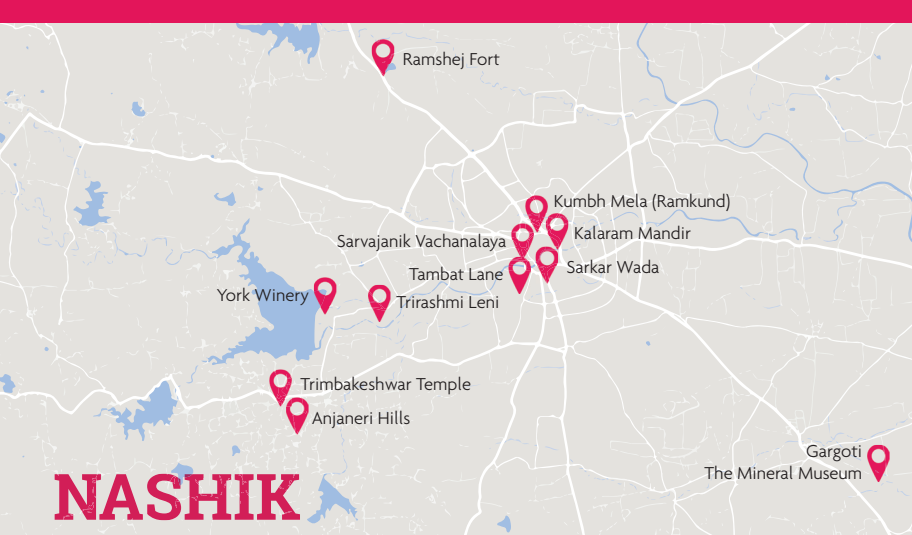 Ramshej Fort
Kumbh Mela (Ramkund)
Kalaram Mandir
Sarvajanik Vachanalaya
Sarkar Wada
Tambat Lane
York Winery
Trirashmi Leni
Trimbakeshwar Temple
Anjaneri Hills
Gargoti
The Mineral Museum
NASHIK